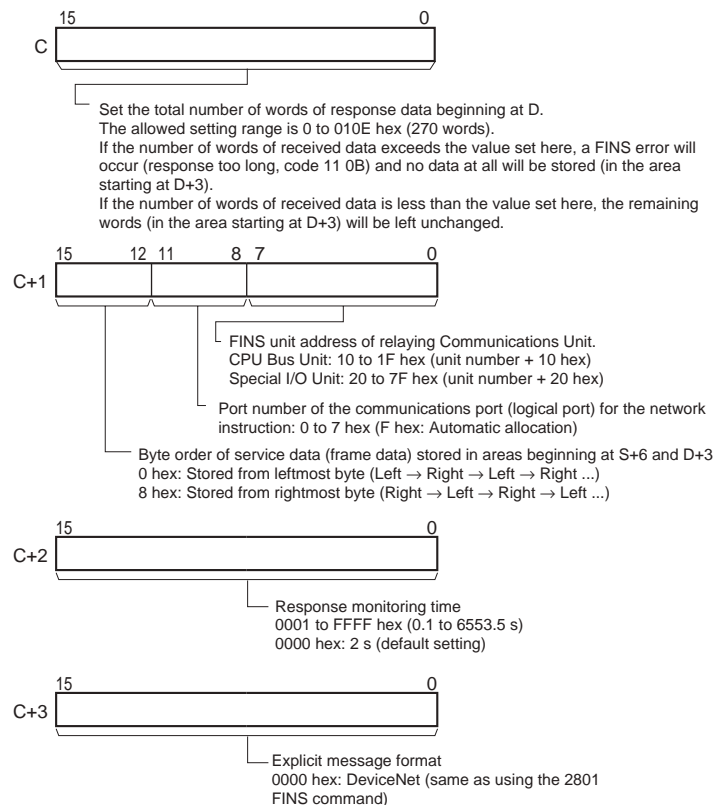 15 0
C
Set the total number of words of response data beginning at D.
The allowed setting range is 0 to 010E hex (270 words).
If the number of words of received data exceeds the value set here, a FINS error will
occur (response too long, code 11 0B) and no data at all will be stored (in the area
starting at D+3).
If the number of words of received data is less than the value set here, the remaining
words (in the area starting at D+3) will be left unchanged.
15 12 11 8 7 0
C+1
FINS unit address of relaying Communications Unit.
CPU Bus Unit: 10 to 1F hex (unit number + 10 hex)
Special I/O Unit: 20 to 7F hex (unit number + 20 hex)
Port number of the communications port (logical port) for the network
instruction: 0 to 7 hex (F hex: Automatic allocation)
Byte order of service data (frame data) stored in areas beginning at S+6 and D+3
0 hex: Stored from leftmost byte (Left → Right → Left → Right ...)
8 hex: Stored from rightmost byte (Right → Left → Right → Left ...)
15 0
C+2
Response monitoring time
0001 to FFFF hex (0.1 to 6553.5 s)
0000 hex: 2 s (default setting)
15 0
C+3
Explicit message format
0000 hex: DeviceNet (same as using the 2801
FINS command)